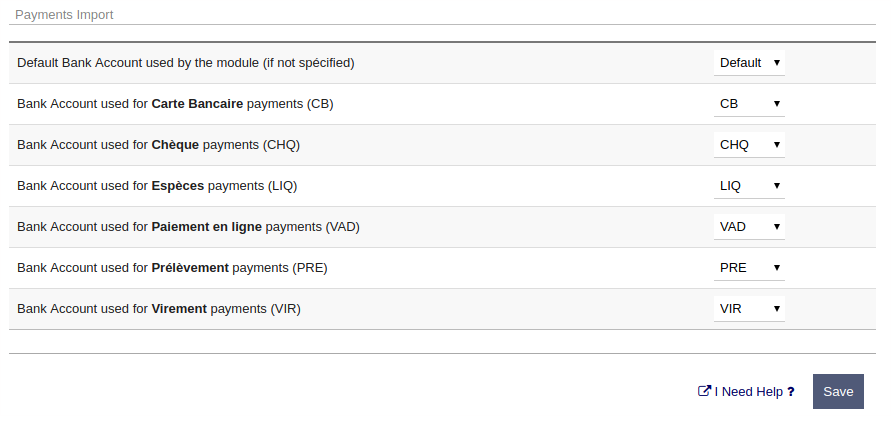 Payments Import
Default Bank Account used by the module (if not spécified) Default
Bank Account used for Carte Bancaire payments (CB) CB
Bank Account used for Chèque payments (CHQ) CHQ
Bank Account used for Espèces payments (LIQ) LIQ
Bank Account used for Paiement en ligne payments (VAD) VAD
Bank Account used for Prélèvement payments (PRE) PRE
Bank Account used for Virement payments (VIR) VIR
I Need Help ? Save